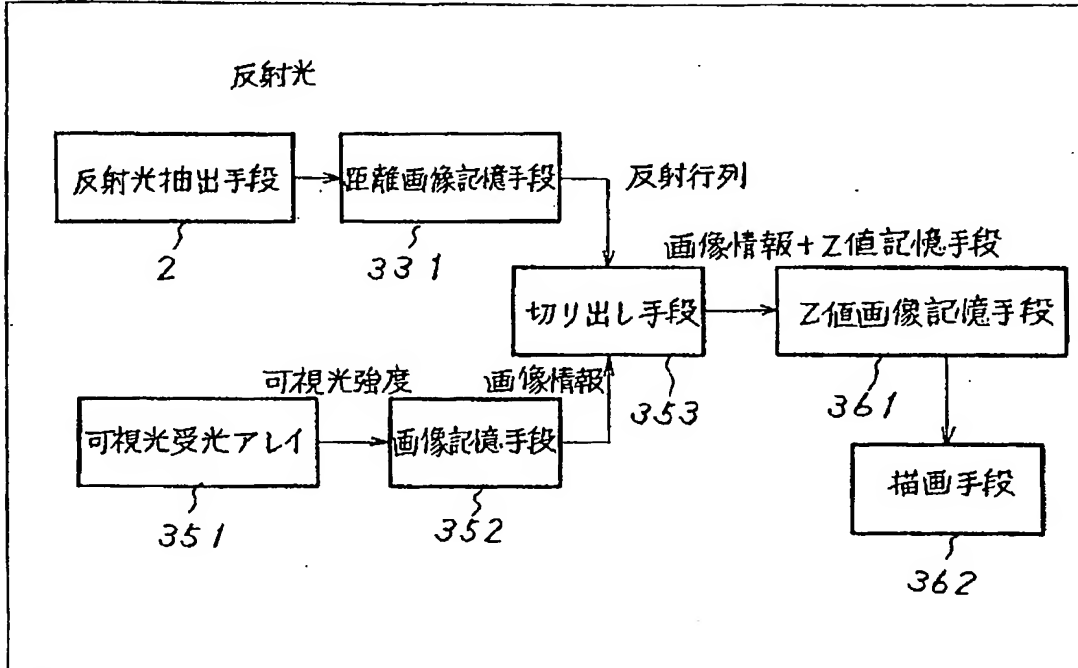 反射光
反射光抽出手段
距離画像記憶手段
反射行列
2
331
画像情報+Z値記憶手段
切り出し手段
Z値画像記憶手段
353
361
可視光強度
画像情報
可視光受光アレイ
画像記憶手段
351
352
描画手段
362